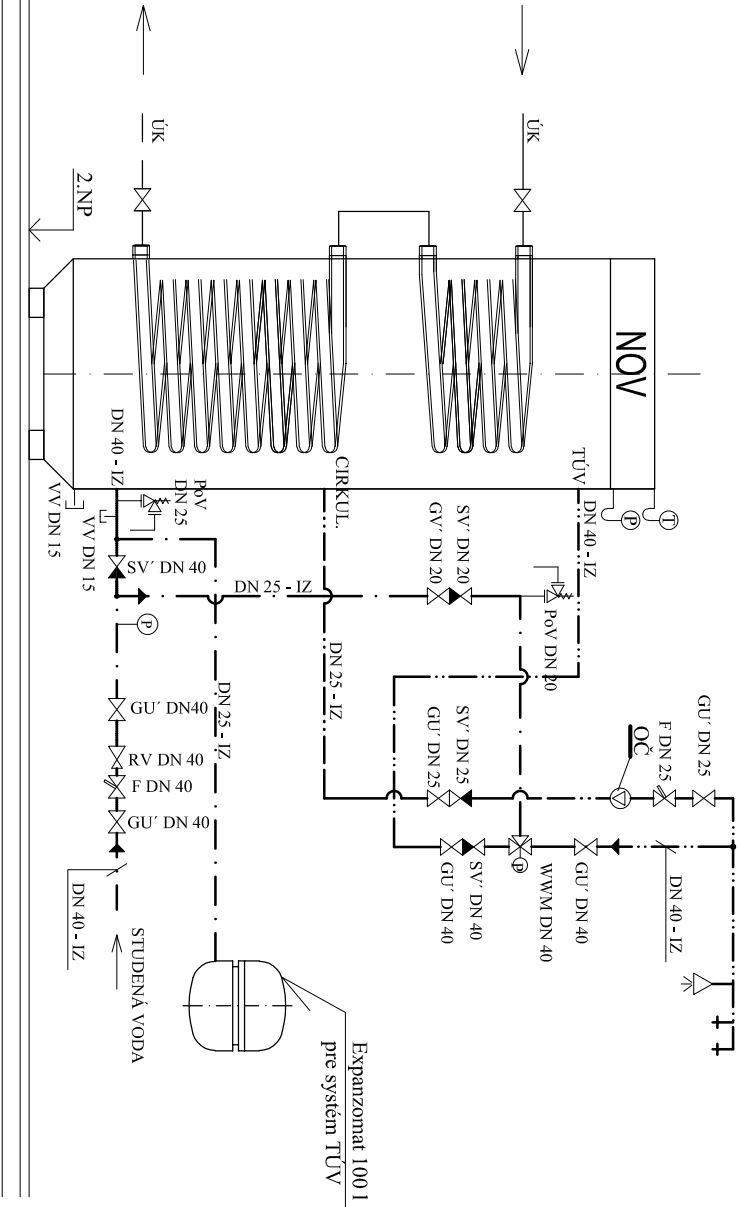 ÚK
ÚK
2.NP
NOV
T
P
TÚV
DN 40 - IZ
CIRKUL.
DN 25 - IZ
DN 40 - IZ
PoV
DN 25
VV DN 15
VV DN 15
SV´ DN 40
DN 25 - IZ
GV´ DN 20
SV´ DN 20
PoV DN 20
P
DN 25 - IZ
GU´ DN40
RV DN 40
F DN 40
GU´ DN 40
DN 40 - IZ
STUDENÁ VODA
GU´ DN 25
SV´ DN 25
OČ
F DN 25
GU´ DN 25
GU´ DN 40
SV´ DN 40
P
WWM DN 40
GU´ DN 40
DN 40 - IZ
Expanzomat 100 l
pre systém TÚV